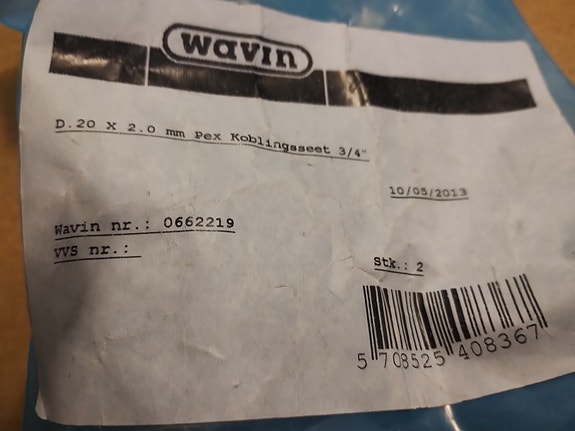 wavin
D.20 X 2.0 mm Pex Koblingsseet 3/4"
10/05/2013
Wavin nr.: 0662219
VVS nr.:
Stk.: 2
5 708525 408367